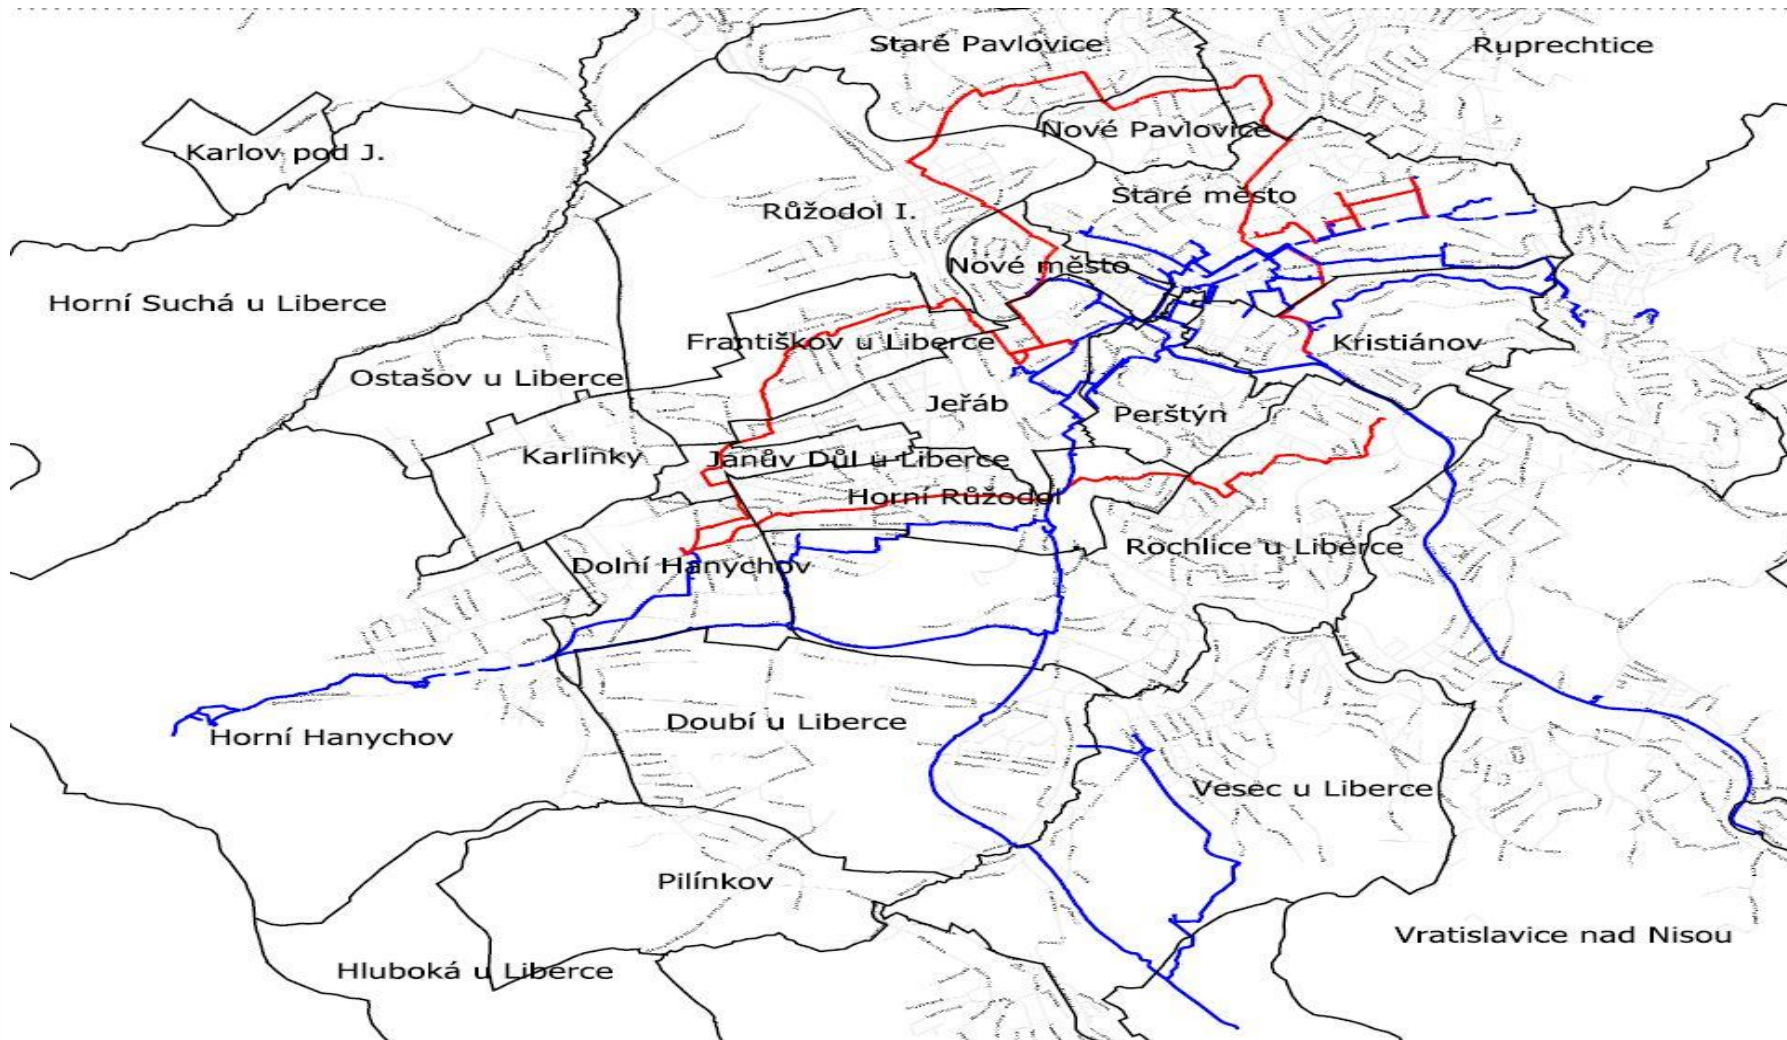 Staré Pavlovice
Ruprechtice
Nové Pavlovice
Karlov pod J.
Staré město
Růžodol I.
Nové město
Horní Suchá u Liberce
Františkov u Liberce
Kristiánov
Ostašov u Liberce
Jeřáb
Perštýn
Karlinky
Janův Důl u Liberce
Horní Růžodol
Rochlice u Liberce
Dolní Hanychov
Doubí u Liberce
Horní Hanychov
Vesec u Liberce
Pilínkov
Vratislavice nad Nisou
Hluboká u Liberce